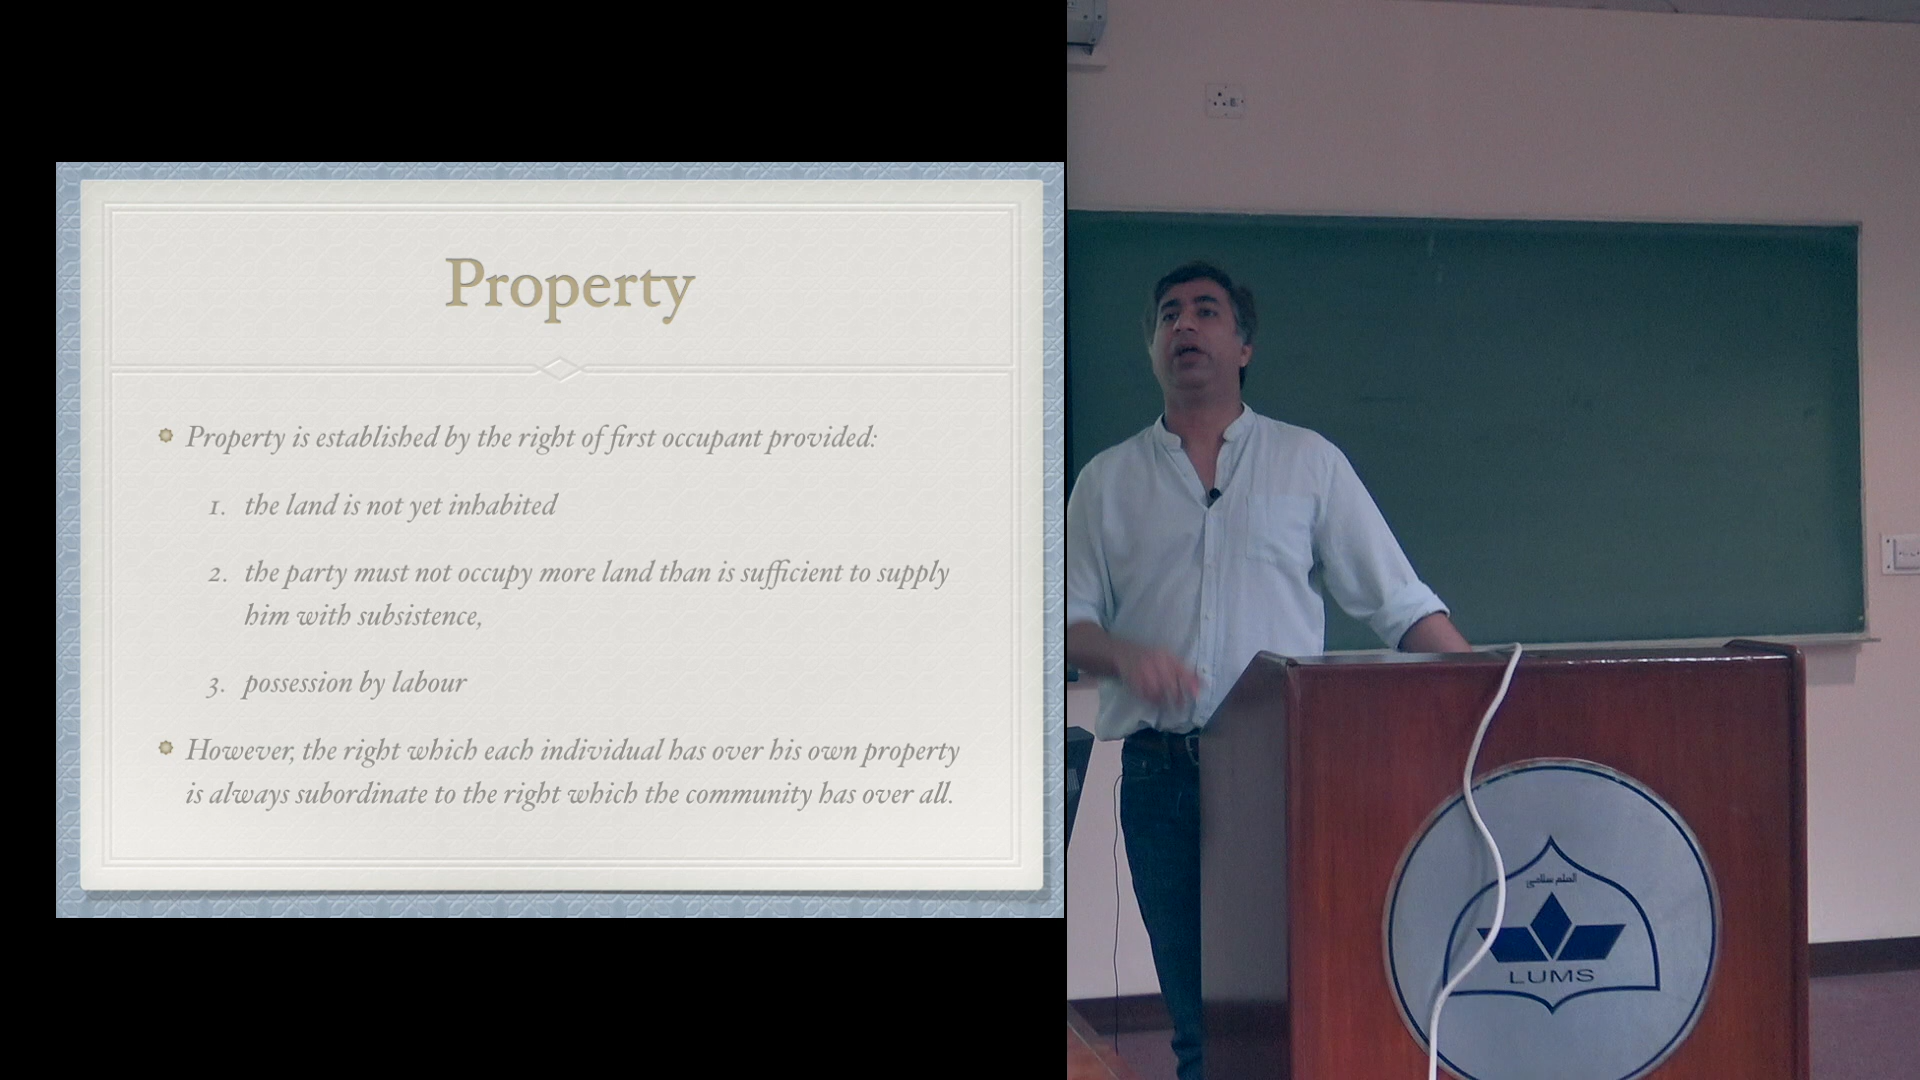 Property
Property is established by the right of first occupant provided:
1. the land is not yet inhabited
2. the party must not occupy more land than is sufficient to supply
him with subsistence,
3. possession by labour
However, the right which each individual has over his own property
is always subordinate to the right which the community has over all.
LUMS